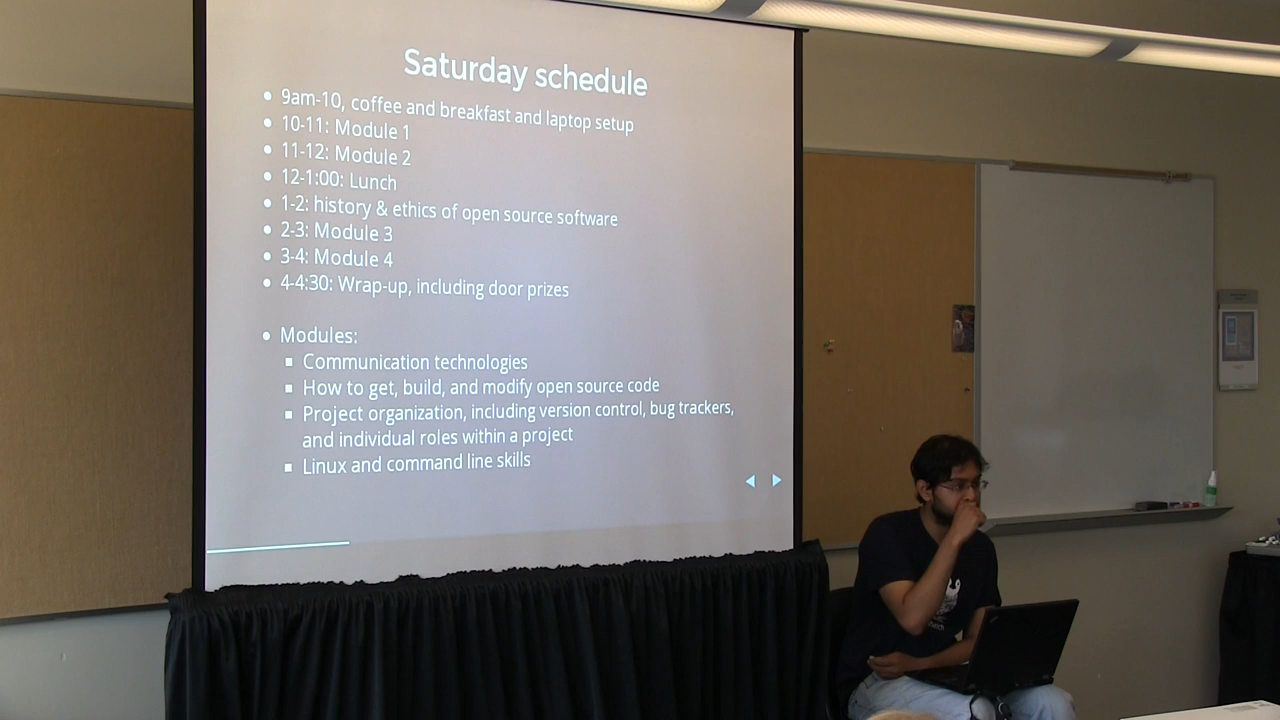 Saturday schedule
• 9am-10, coffee and breakfast and laptop setup
• 10-11: Module 1
• 11-12: Module 2
• 12-1:00: Lunch
• 1-2: history & ethics of open source software
• 2-3: Module 3
• 3-4: Module 4
• 4-4:30: Wrap-up, including door prizes
• Modules:
▪ Communication technologies
▪ How to get, build, and modify open source code
▪ Project organization, including version control, bug trackers,
and individual roles within a project
▪ Linux and command line skills